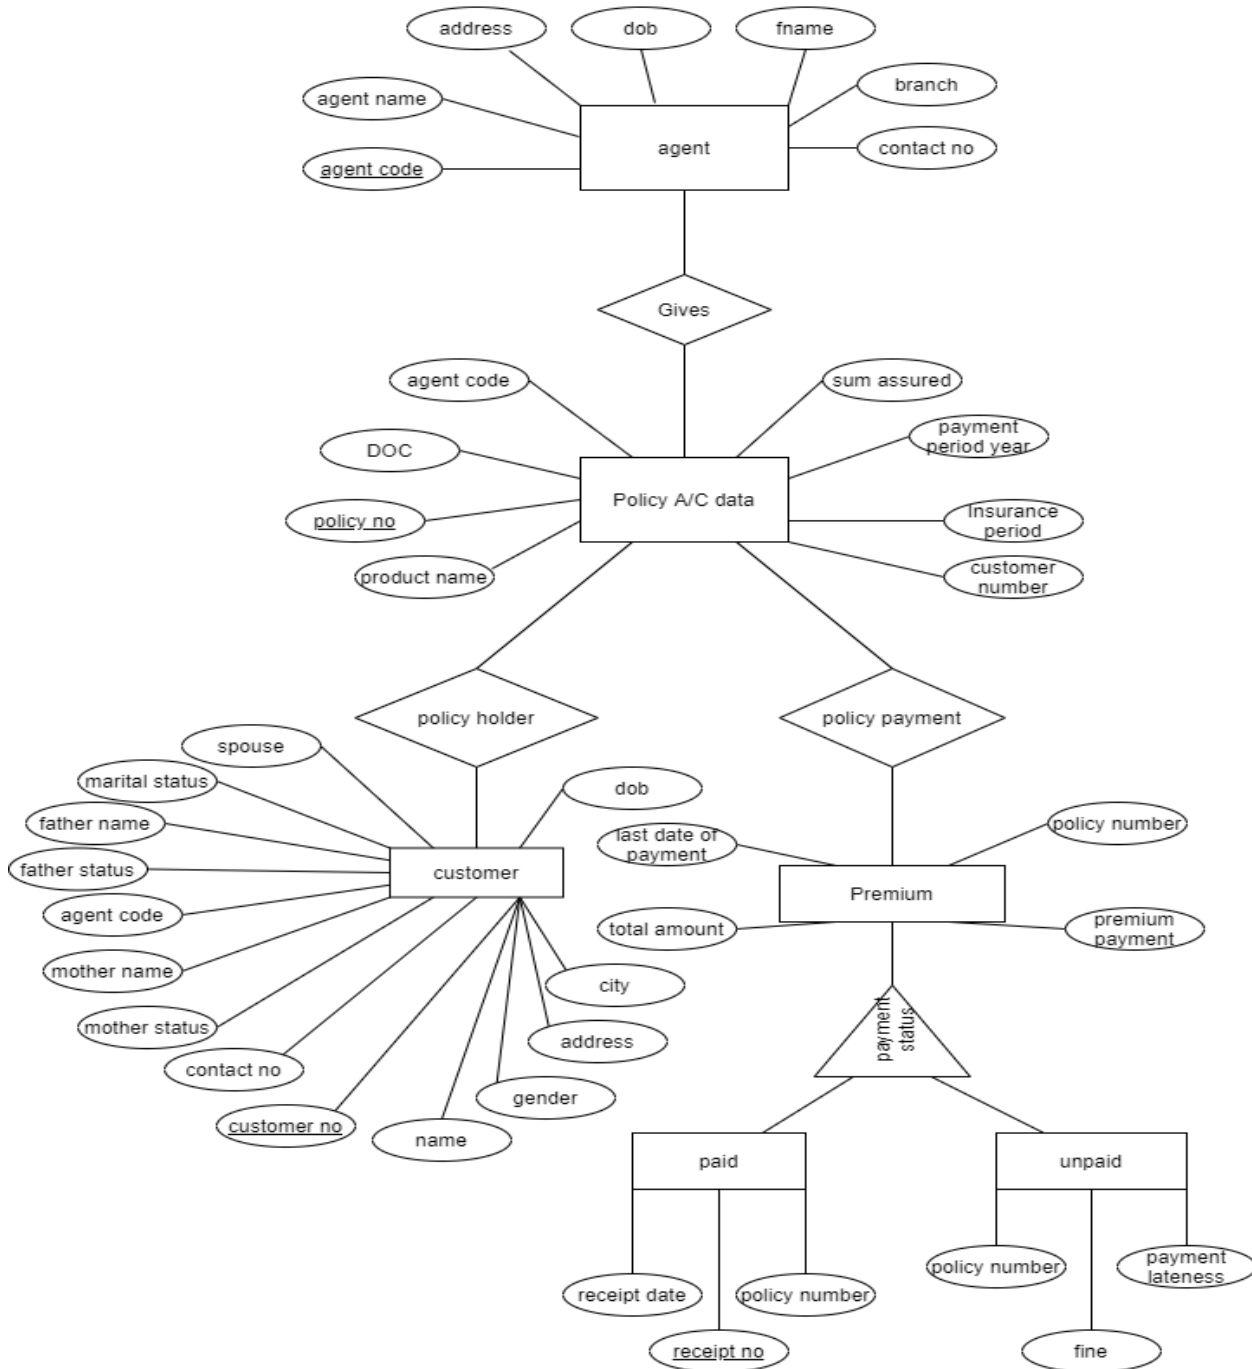 address
dob
fname
agent name
branch
agent code
agent
contact no
Gives
agent code
sum assured
DOC
payment
period year
policy no
Policy A/C data
Insurance
period
product name
customer
number
policy holder
policy payment
spouse
marital status
dob
father name
last date of
payment
policy number
father status
customer
Premium
agent code
total amount
premium
payment
mother name
city
mother status
address
payment
status
contact no
gender
customer no
name
paid
unpaid
receipt date
policy number
policy number
payment
lateness
receipt no
fine